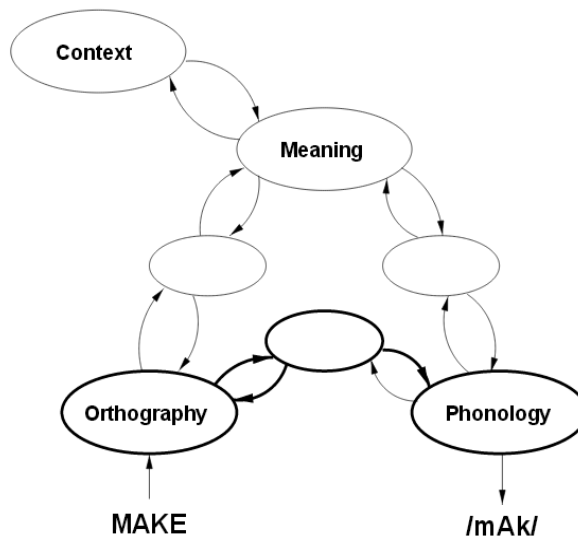 Context
Meaning
Orthography
Phonology
MAKE
/mAk/